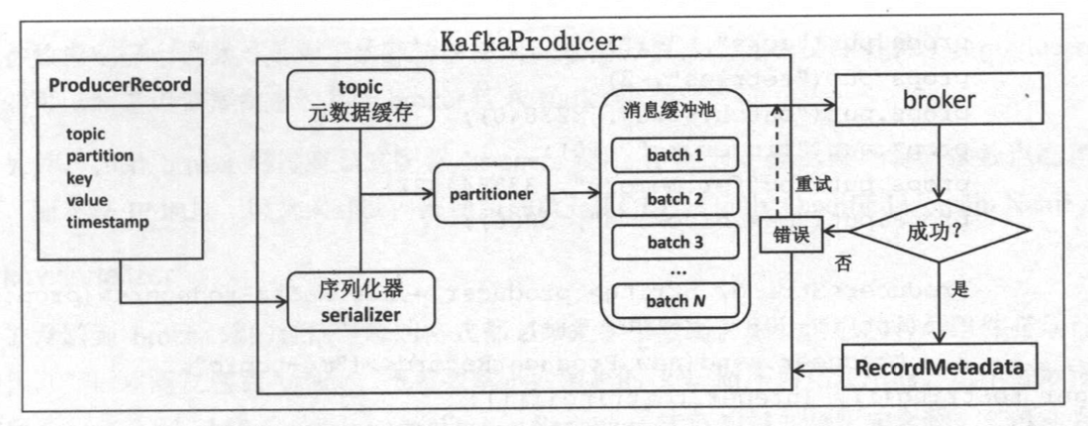 KafkaProducer
ProducerRecord
topic
partition
key
value
timestamp
topic
元数据缓存
序列化器
serializer
partitioner
消息缓冲池
batch 1
batch 2
batch 3
...
batch N
broker
重试
错误
否
成功？
是
RecordMetadata